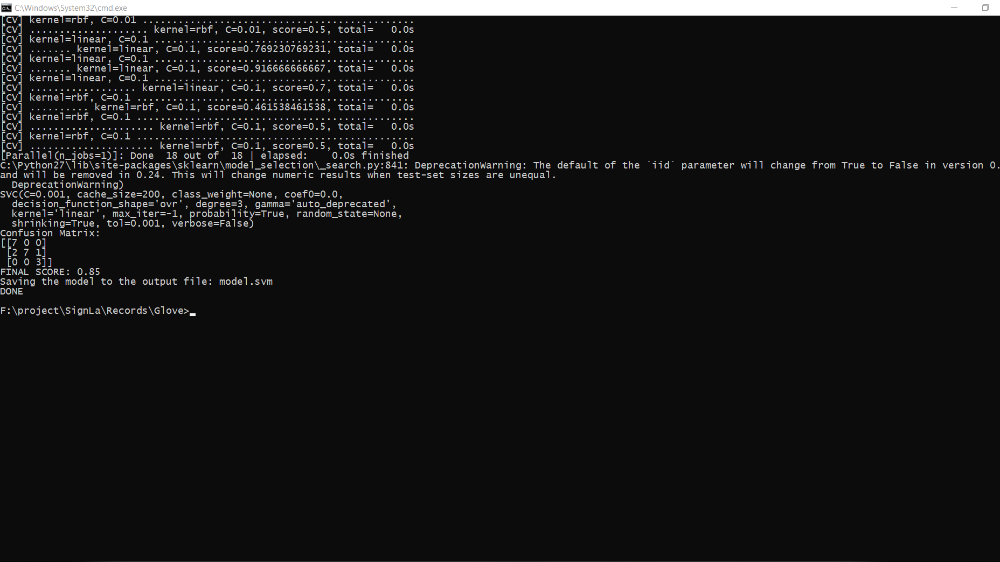 C:\Windows\System32\cmd.exe
[CV] kernel=rbf, C=0.01 ..............................................
[CV] .................... kernel=rbf, C=0.01, score=0.5, total=   0.0s
[CV] kernel=linear, C=0.1 ............................................
[CV] ....... kernel=linear, C=0.1, score=0.769230769231, total=   0.0s
[CV] kernel=linear, C=0.1 ............................................
[CV] ....... kernel=linear, C=0.1, score=0.916666666667, total=   0.0s
[CV] kernel=linear, C=0.1 ............................................
[CV] .................. kernel=linear, C=0.1, score=0.7, total=   0.0s
[CV] kernel=rbf, C=0.1 ...............................................
[CV] .......... kernel=rbf, C=0.1, score=0.461538461538, total=   0.0s
[CV] kernel=rbf, C=0.1 ...............................................
[CV] ..................... kernel=rbf, C=0.1, score=0.5, total=   0.0s
[CV] kernel=rbf, C=0.1 ...............................................
[CV] ..................... kernel=rbf, C=0.1, score=0.5, total=   0.0s
[Parallel(n_jobs=1)]: Done  18 out of  18 | elapsed:    0.0s finished
C:\Python27\lib\site-packages\sklearn\model_selection\_search.py:841: DeprecationWarning: The default of the `iid` parameter will change from True to False in version 0.
and will be removed in 0.24. This will change numeric results when test-set sizes are unequal.
  DeprecationWarning)
SVC(C=0.001, cache_size=200, class_weight=None, coef0=0.0,
  decision_function_shape='ovr', degree=3, gamma='auto_deprecated',
  kernel='linear', max_iter=-1, probability=True, random_state=None,
  shrinking=True, tol=0.001, verbose=False)
Confusion Matrix:
[[7 0 0]
 [2 7 1]
 [0 0 3]]
FINAL SCORE: 0.85
Saving the model to the output file: model.svm
DONE
F:\project\SignLa\Records\Glove>